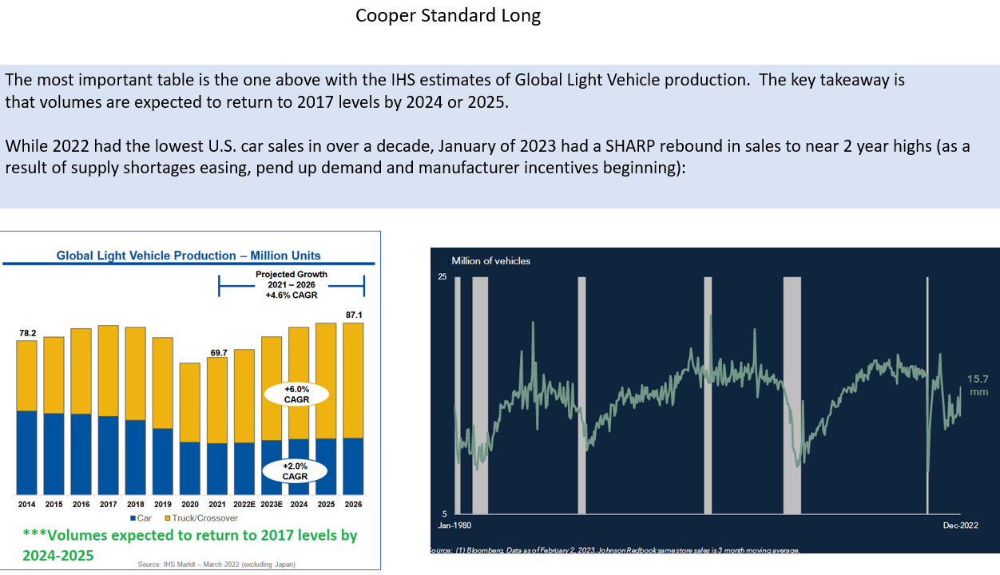 Cooper Standard Long
The most important table is the one above with the IHS estimates of Global Light Vehicle production.  The key takeaway is
that volumes are expected to return to 2017 levels by 2024 or 2025.
While 2022 had the lowest U.S. car sales in over a decade, January of 2023 had a SHARP rebound in sales to near 2 year highs (as a
result of supply shortages easing, pend up demand and manufacturer incentives beginning):
Global Light Vehicle Production – Million Units
Projected Growth
2021 – 2026
+4.6% CAGR
78.2
69.7
87.1
+6.0%
CAGR
+2.0%
CAGR
2014 2015 2016 2017 2018 2019 2020 2021 2022E 2023E 2024 2025 2026
Car Truck/Crossover
***Volumes expected to return to 2017 levels by
2024-2025
Source: IHS Markit – March 2022 (excluding Japan)
Million of vehicles
25
15.7
mm
5
Jan-1980 Dec-2022
Source: (1) Bloomberg. Data as of February 2, 2023. Johnson Redbook same store sales is 3 month moving average.